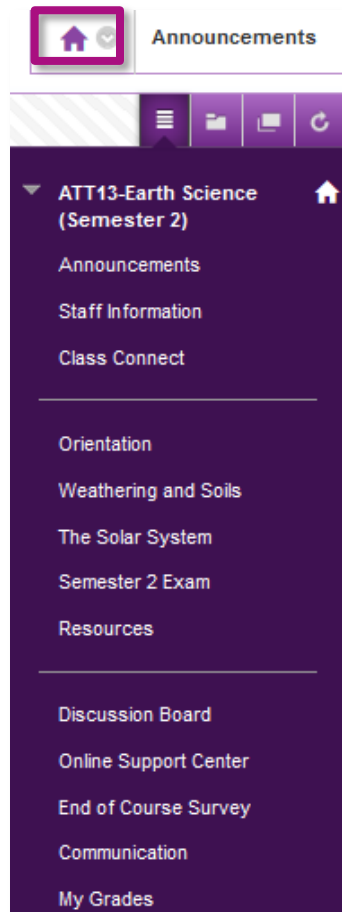 Announcements
ATT13-Earth Science
(Semester 2)
Announcements
Staff Information
Class Connect
Orientation
Weathering and Soils
The Solar System
Semester 2 Exam
Resources
Discussion Board
Online Support Center
End of Course Survey
Communication
My Grades